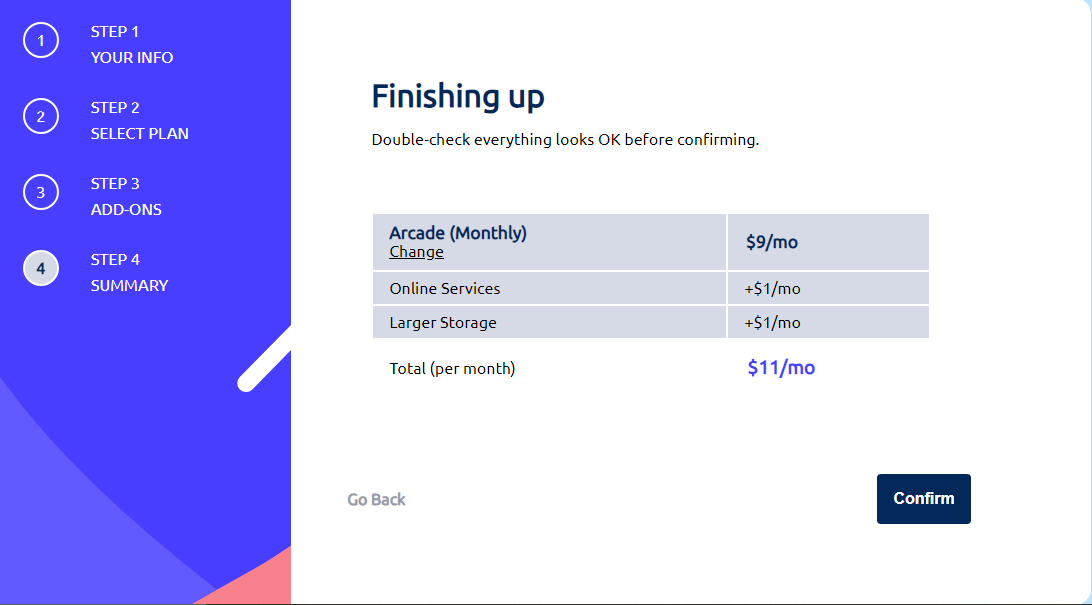 1
STEP 1
YOUR INFO
2
STEP 2
SELECT PLAN
3
STEP 3
ADD-ONS
4
STEP 4
SUMMARY
Finishing up
Double-check everything looks OK before confirming.
Arcade (Monthly)
Change
$9/mo
Online Services
+$1/mo
Larger Storage
+$1/mo
Total (per month)
$11/mo
Go Back
Confirm